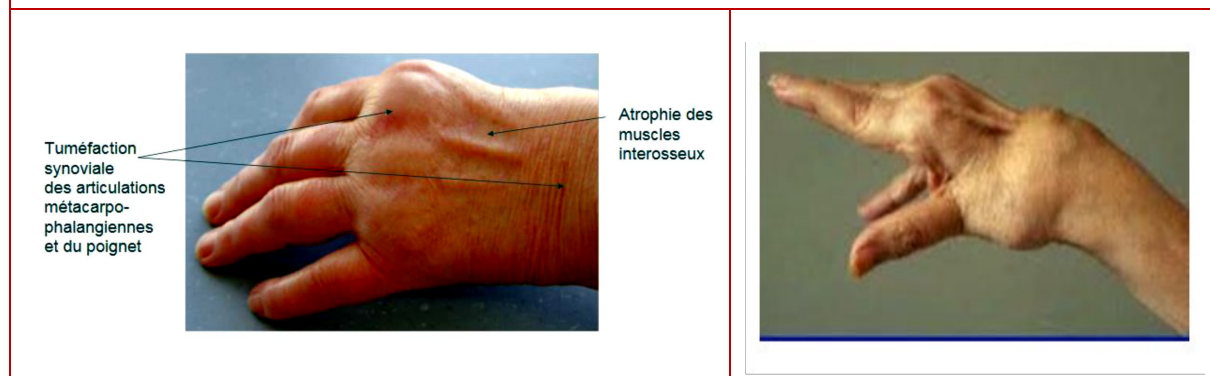 Tuméfaction
synoviale
des articulations
métacarpo-
phalangiennes
et du poignet
Atrophie des
muscles
interosseux